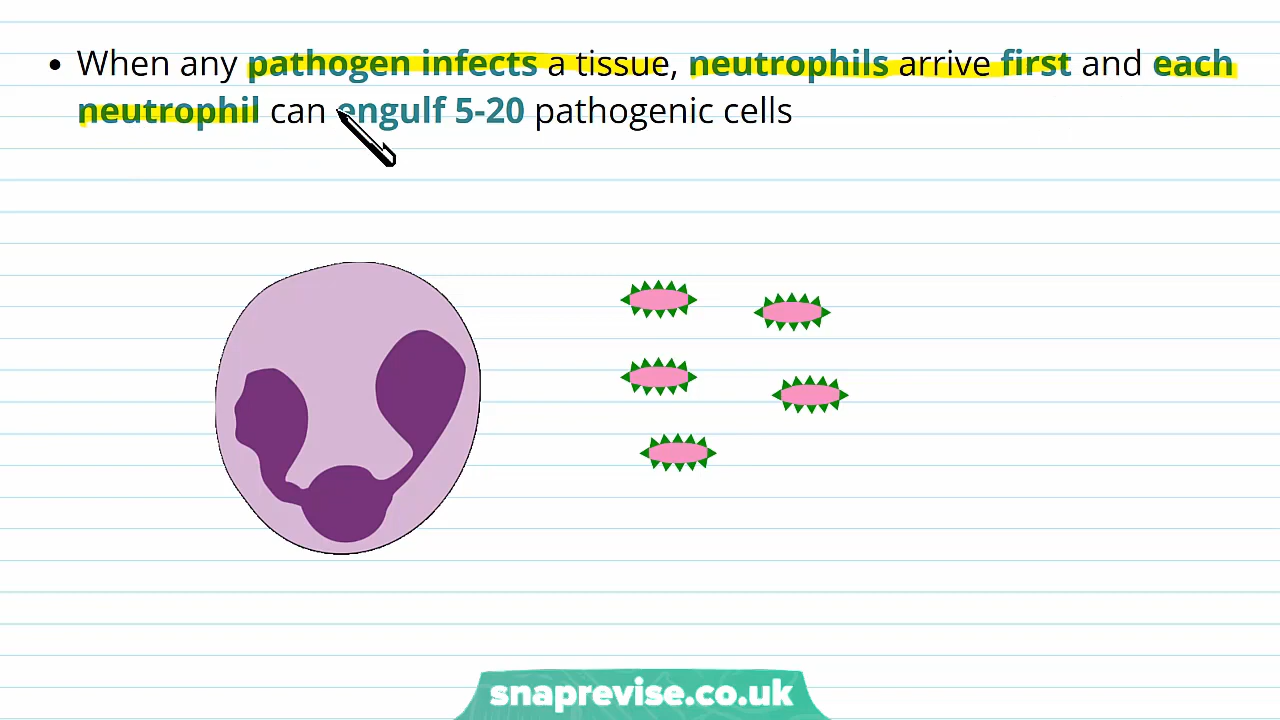 • When any pathogen infects a tissue, neutrophils arrive first and each
neutrophil can engulf 5-20 pathogenic cells
snaprevise.co.uk